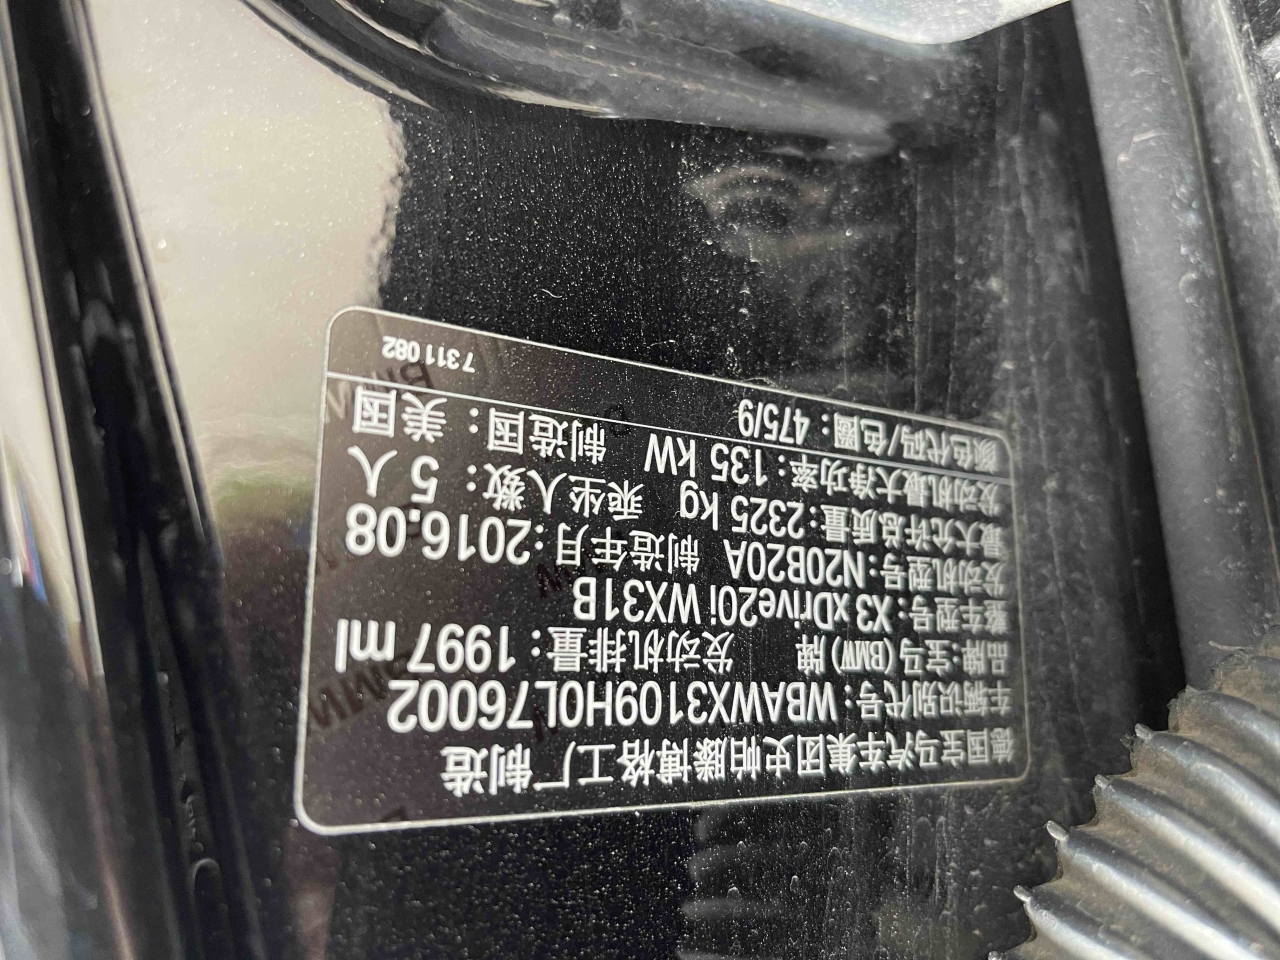 德国宝马汽车集团史帕滕博格工厂制造
车辆识别代号：WBAWX3109H0L76002
品牌：宝马(BMW)牌 发动机排量：1997 ml
整车型号：X3 xDrive20i WX31B
发动机型号：N20B20A 制造年月：2016.08
最大允许总质量：2325 kg 乘坐人数：5 人
发动机最大净功率：135 kW 制造国：美国
颜色代码/色圈：475/9
7 311 082